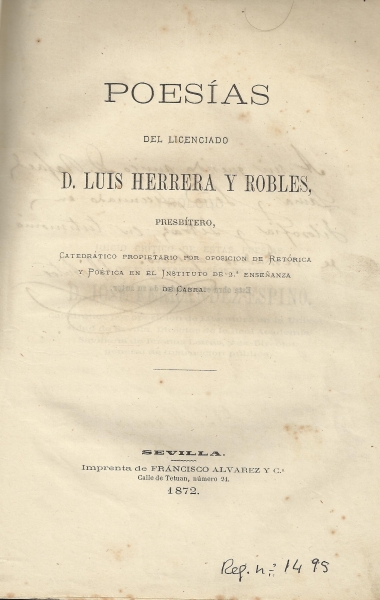 POESÍAS
DEL LICENCIADO
D. LUIS HERRERA Y ROBLES,
PRESBÍTERO,
CATEDRÁTICO PROPIETARIO POR OPOSICION DE RETÓRICA
Y POÉTICA EN EL INSTITUTO DE 2.ª ENSEÑANZA
DE CABRA.
SEVILLA.
Imprenta de FRANCISCO ALVAREZ Y C.ª
Calle de Tetuan, número 24.
1872.
Reg. n.º 1495